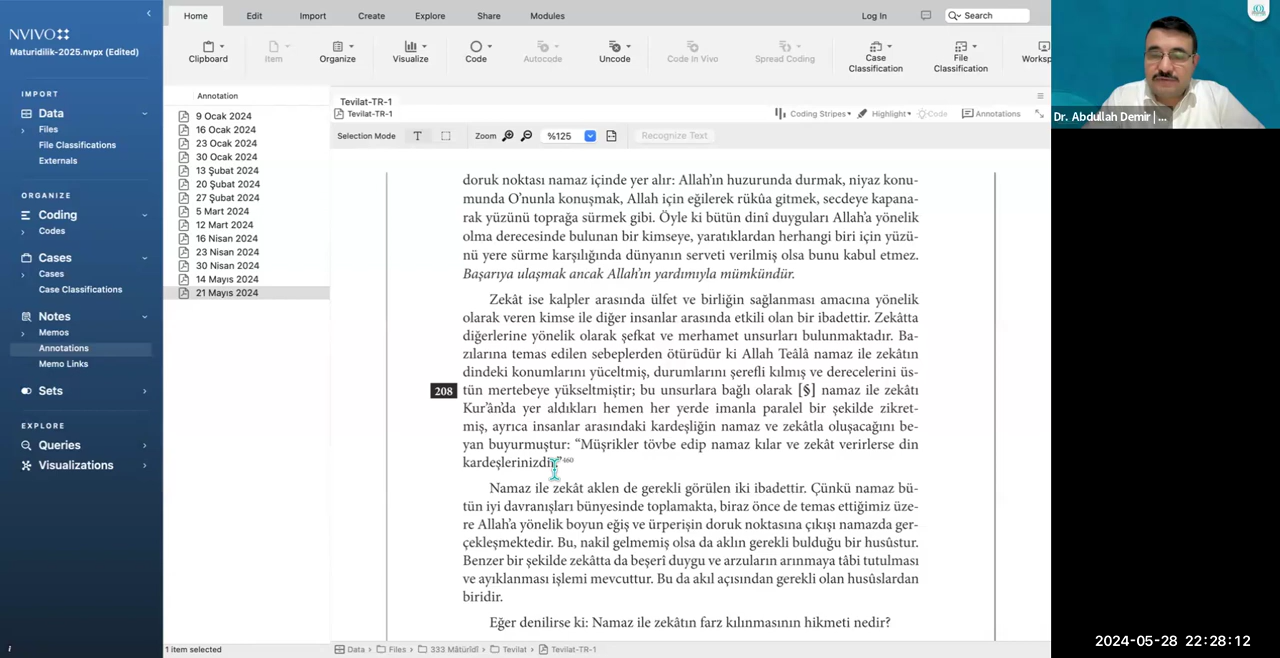 NVIVO
Maturidilik-2025.nvpx (Edited)
IMPORT
Data
Files
File Classifications
Externals
ORGANIZE
Coding
Codes
Cases
Cases
Case Classifications
Notes
Memos
Annotations
Memo Links
Sets
EXPLORE
Queries
Visualizations
Home Edit Import Create Explore Share Modules Log In Search
Clipboard Item Organize Visualize Code Autocode Uncode Code In Vivo Spread Coding Case Classification File Classification Worksp
Annotation
9 Ocak 2024
16 Ocak 2024
23 Ocak 2024
30 Ocak 2024
13 Şubat 2024
20 Şubat 2024
27 Şubat 2024
5 Mart 2024
12 Mart 2024
16 Nisan 2024
23 Nisan 2024
30 Nisan 2024
14 Mayıs 2024
21 Mayıs 2024
1 item selected
Tevilat-TR-1
Tevilat-TR-1 Coding Stripes Highlight Code Annotations
Selection Mode T Zoom %125 Recognize Text
doruk noktası namaz içinde yer alır: Allah’ın huzurunda durmak, niyaz konu-
munda O’nunla konuşmak, Allah için eğilerek rükûa gitmek, secdeye kapana-
rak yüzünü toprağa sürmek gibi. Öyle ki bütün dinî duyguları Allah’a yönelik
olma derecesinde bulunan bir kimseye, yaratıklardan herhangi biri için yüzü-
nü yere sürme karşılığında dünyanın serveti verilmiş olsa bunu kabul etmez.
Başarıya ulaşmak ancak Allah’ın yardımıyla mümkündür.
Zekât ise kalpler arasında ülfet ve birliğin sağlanması amacına yönelik
olarak veren kimse ile diğer insanlar arasında etkili olan bir ibadettir. Zekâtta
diğerlerine yönelik olarak şefkat ve merhamet unsurları bulunmaktadır. Ba-
zılarına temas edilen sebeplerden ötürüdür ki Allah Teâlâ namaz ile zekâtın
dindeki konumlarını yüceltmiş, durumlarını şerefli kılmış ve derecelerini üs-
208 tün mertebeye yükseltmiştir; bu unsurlara bağlı olarak [§] namaz ile zekâtı
Kur’ân’da yer aldıkları hemen her yerde imanla paralel bir şekilde zikret-
miş, ayrıca insanlar arasındaki kardeşliğin namaz ve zekâtla oluşacağını be-
yan buyurmuştur: “Müşrikler tövbe edip namaz kılar ve zekât verirlerse din
kardeşlerinizdir.”460
Namaz ile zekât aklen de gerekli görülen iki ibadettir. Çünkü namaz bü-
tün iyi davranışları bünyesinde toplamakta, biraz önce de temas ettiğimiz üze-
re Allah’a yönelik boyun eğiş ve ürperişin doruk noktasına çıkışı namazda ger-
çekleşmektedir. Bu, nakil gelmemiş olsa da aklın gerekli bulduğu bir husûstur.
Benzer bir şekilde zekâtta da beşerî duygu ve arzuların arınmaya tâbi tutulması
ve ayıklanması işlemi mevcuttur. Bu da akıl açısından gerekli olan husûslardan
biridir.
Eğer denilirse ki: Namaz ile zekâtın farz kılınmasının hikmeti nedir?
Data Files 333 Mâtürîdî Tevilat Tevilat-TR-1
Dr. Abdullah Demir | ...
2024-05-28 22:28:12